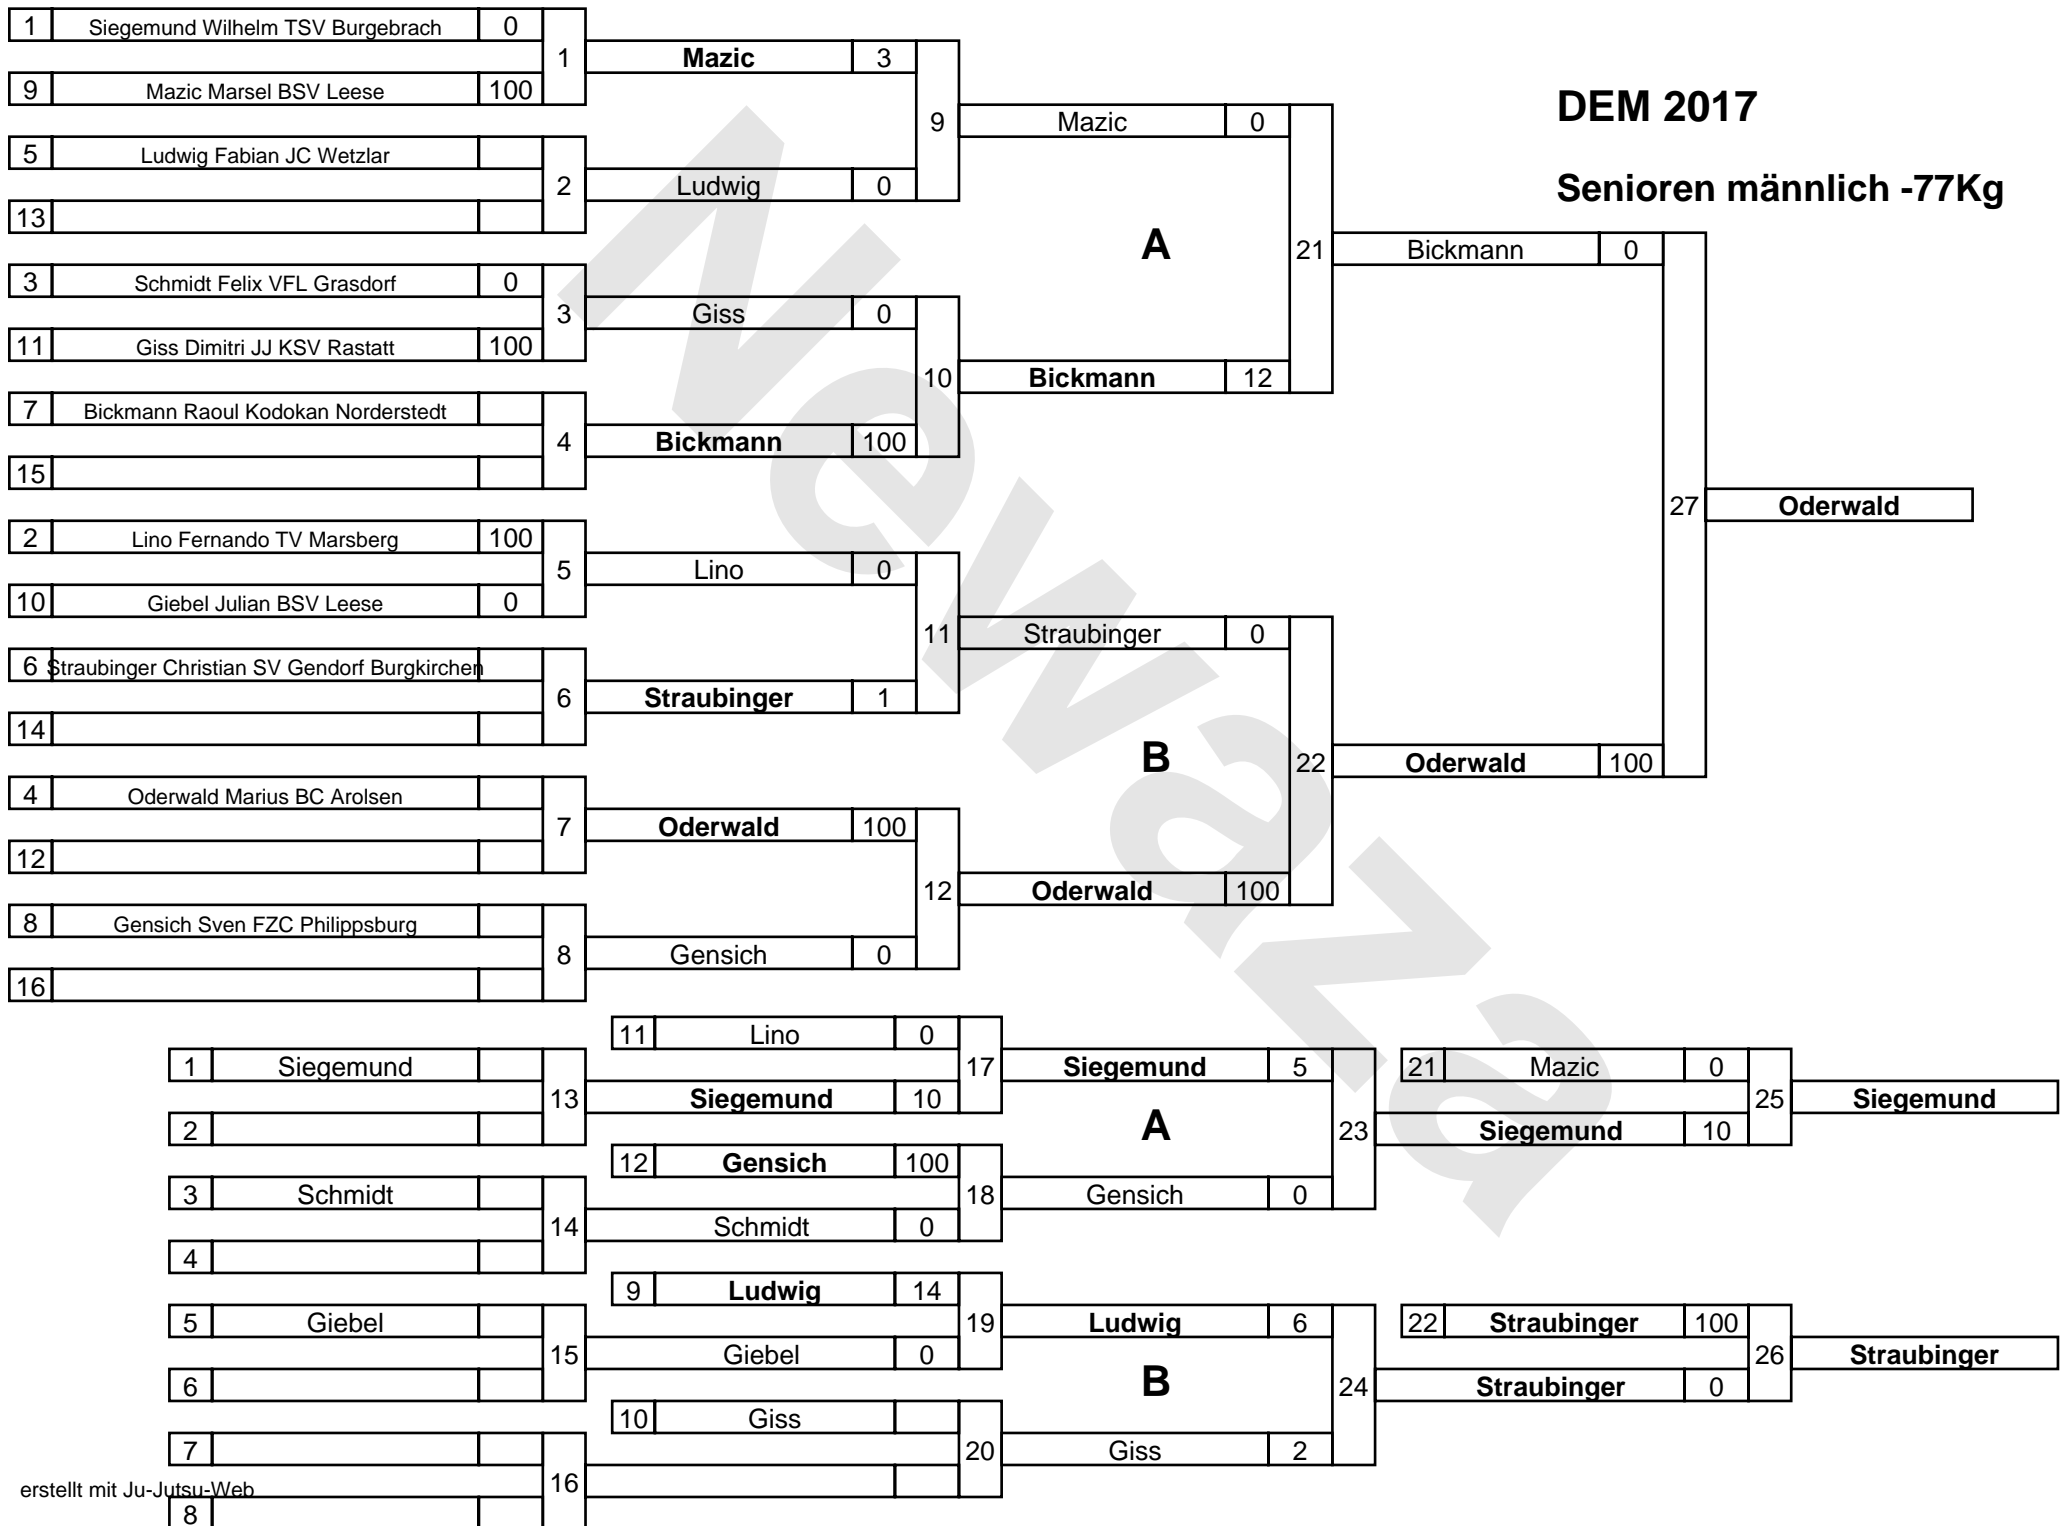 DEM 2017
Senioren männlich -77Kg
1 Siegemund Wilhelm TSV Burgebrach 0
1 Mazic 3
9 Mazic Marsel BSV Leese 100
9 Mazic 0
5 Ludwig Fabian JC Wetzlar
2 Ludwig 0
13
A 21 Bickmann 0
3 Schmidt Felix VFL Grasdorf 0
3 Giss 0
11 Giss Dimitri JJ KSV Rastatt 100
10 Bickmann 12
7 Bickmann Raoul Kodokan Norderstedt
4 Bickmann 100
15
27 Oderwald
2 Lino Fernando TV Marsberg 100
5 Lino 0
10 Giebel Julian BSV Leese 0
11 Straubinger 0
6 Straubinger Christian SV Gendorf Burgkirchen
6 Straubinger 1
14
B 22 Oderwald 100
4 Oderwald Marius BC Arolsen
7 Oderwald 100
12
12 Oderwald 100
8 Gensich Sven FZC Philippsburg
8 Gensich 0
16
11 Lino 0
1 Siegemund 17 Siegemund 5 21 Mazic 0
13 Siegemund 10 25 Siegemund
2 A 23 Siegemund 10
12 Gensich 100
3 Schmidt 18 Gensich 0
14 Schmidt 0
4
9 Ludwig 14
5 Giebel 19 Ludwig 6 22 Straubinger 100
15 Giebel 0 26 Straubinger
6 B 24 Straubinger 0
10 Giss
7 20 Giss 2
16
erstellt mit Ju-Jutsu-Web
8
Newaza